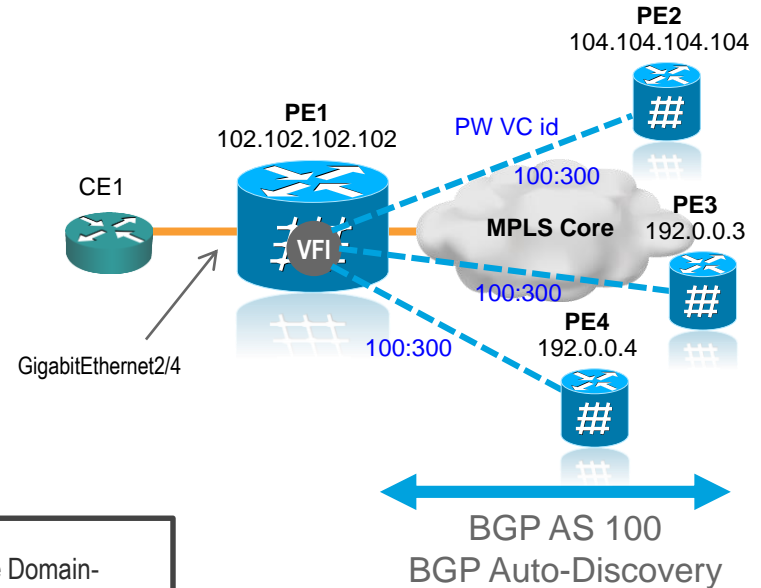 PE2
104.104.104.104
PE1
102.102.102.102
PW VC id
100:300
CE1
PE3
192.0.0.3
MPLS Core
VFI
100:300
PE4
192.0.0.4
100:300
GigabitEthernet2/4
BGP AS 100
BGP Auto-Discovery
Domain-